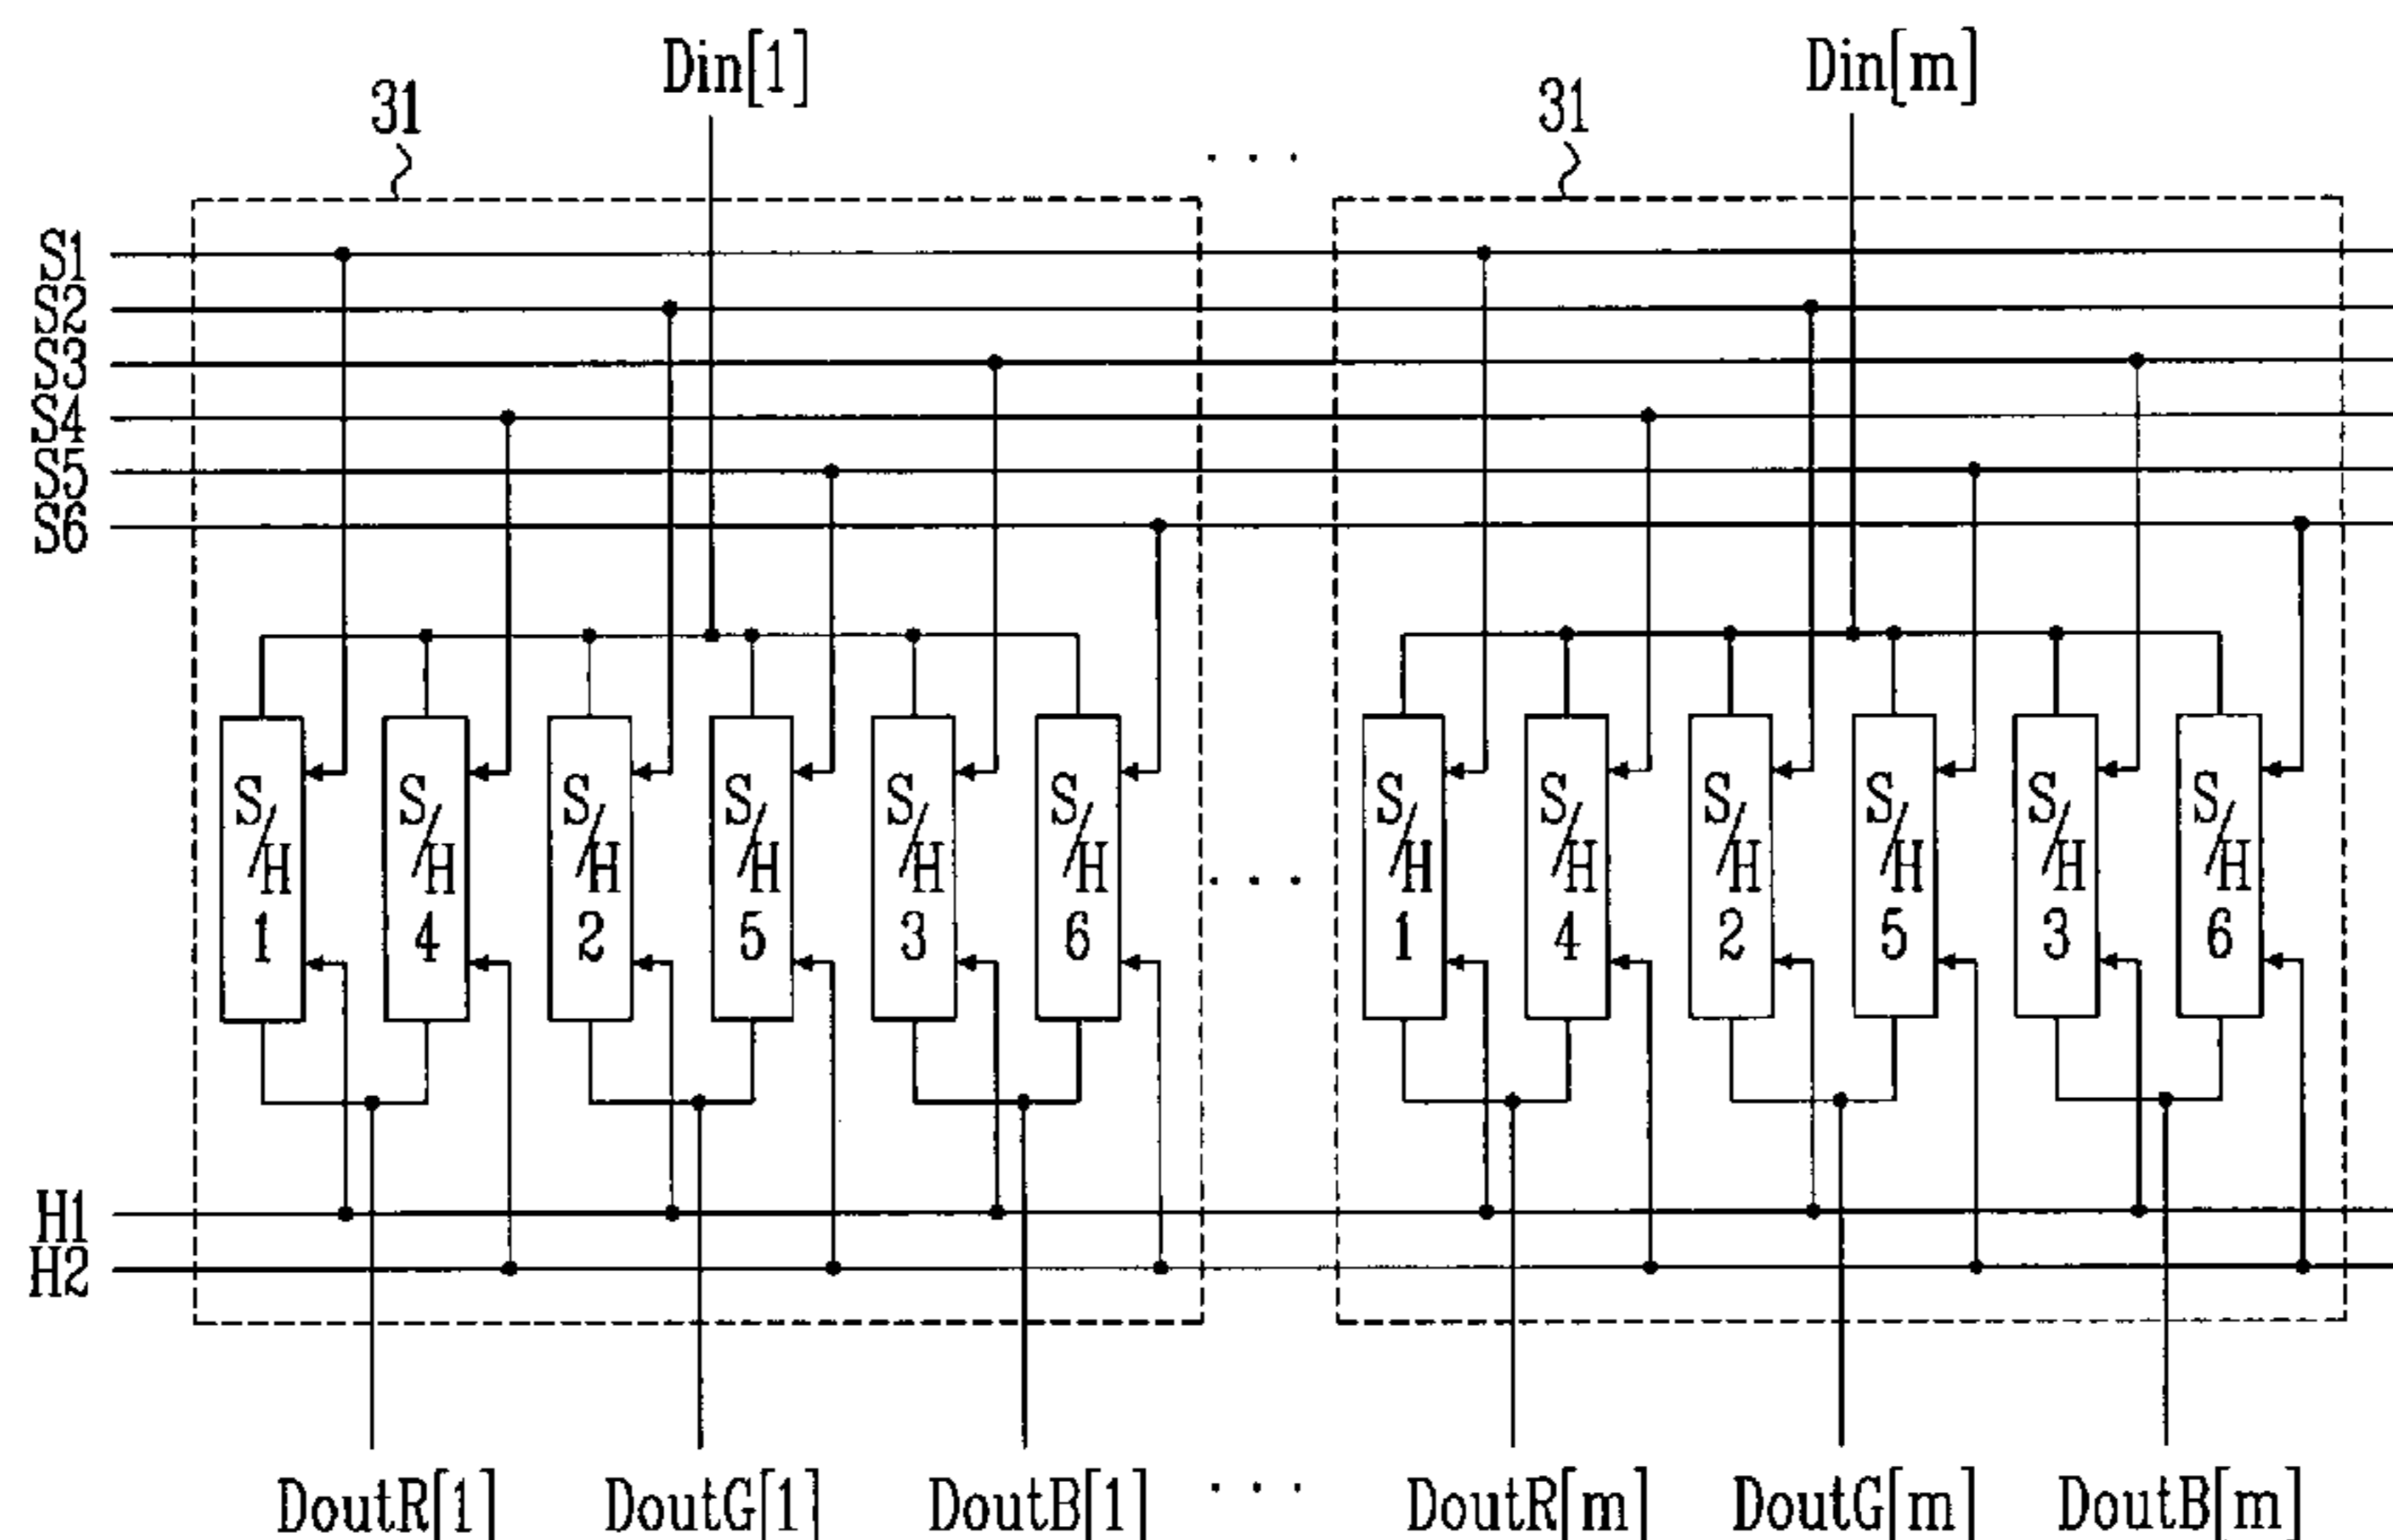 Din[1] Din[m]
31 . . . 31
S1
S2
S3
S4
S5
S6
S/H 1 S/H 4 S/H 2 S/H 5 S/H 3 S/H 6 . . . S/H 1 S/H 4 S/H 2 S/H 5 S/H 3 S/H 6
H1
H2
DoutR[1] DoutG[1] DoutB[1] . . . DoutR[m] DoutG[m] DoutB[m]